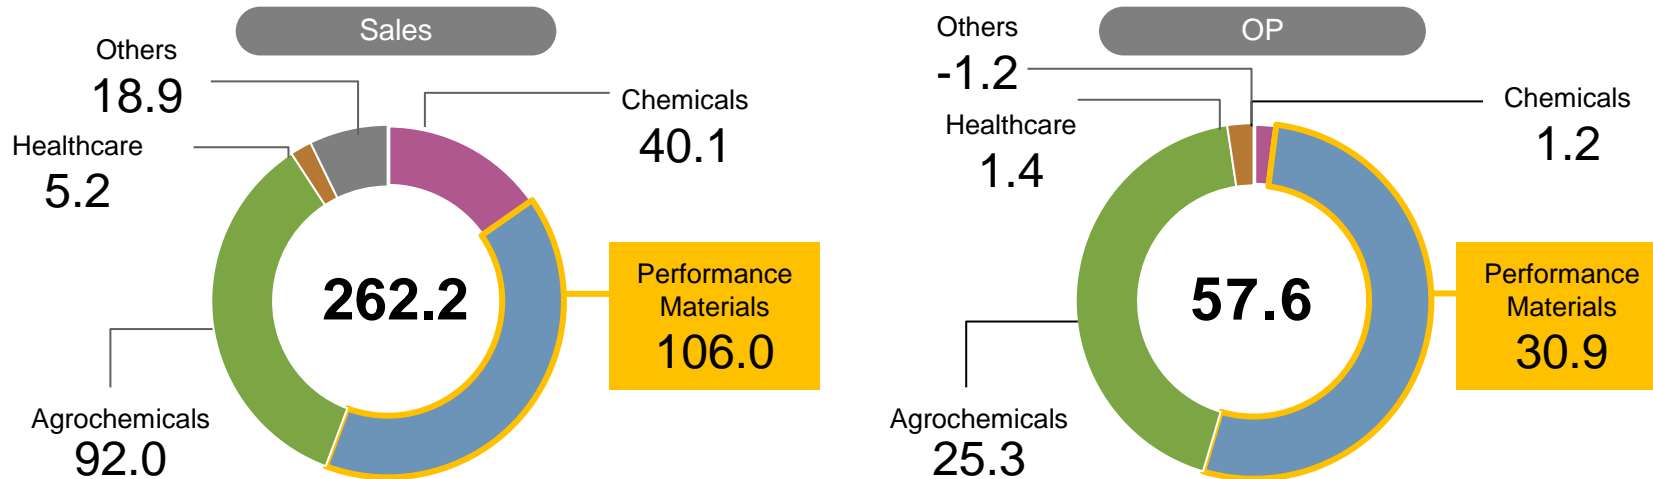 Sales
Others
18.9
Chemicals
40.1
Healthcare
5.2
262.2
Performance
Materials
106.0
Agrochemicals
92.0
OP
Others
-1.2
Chemicals
1.2
Healthcare
1.4
57.6
Performance
Materials
30.9
Agrochemicals
25.3